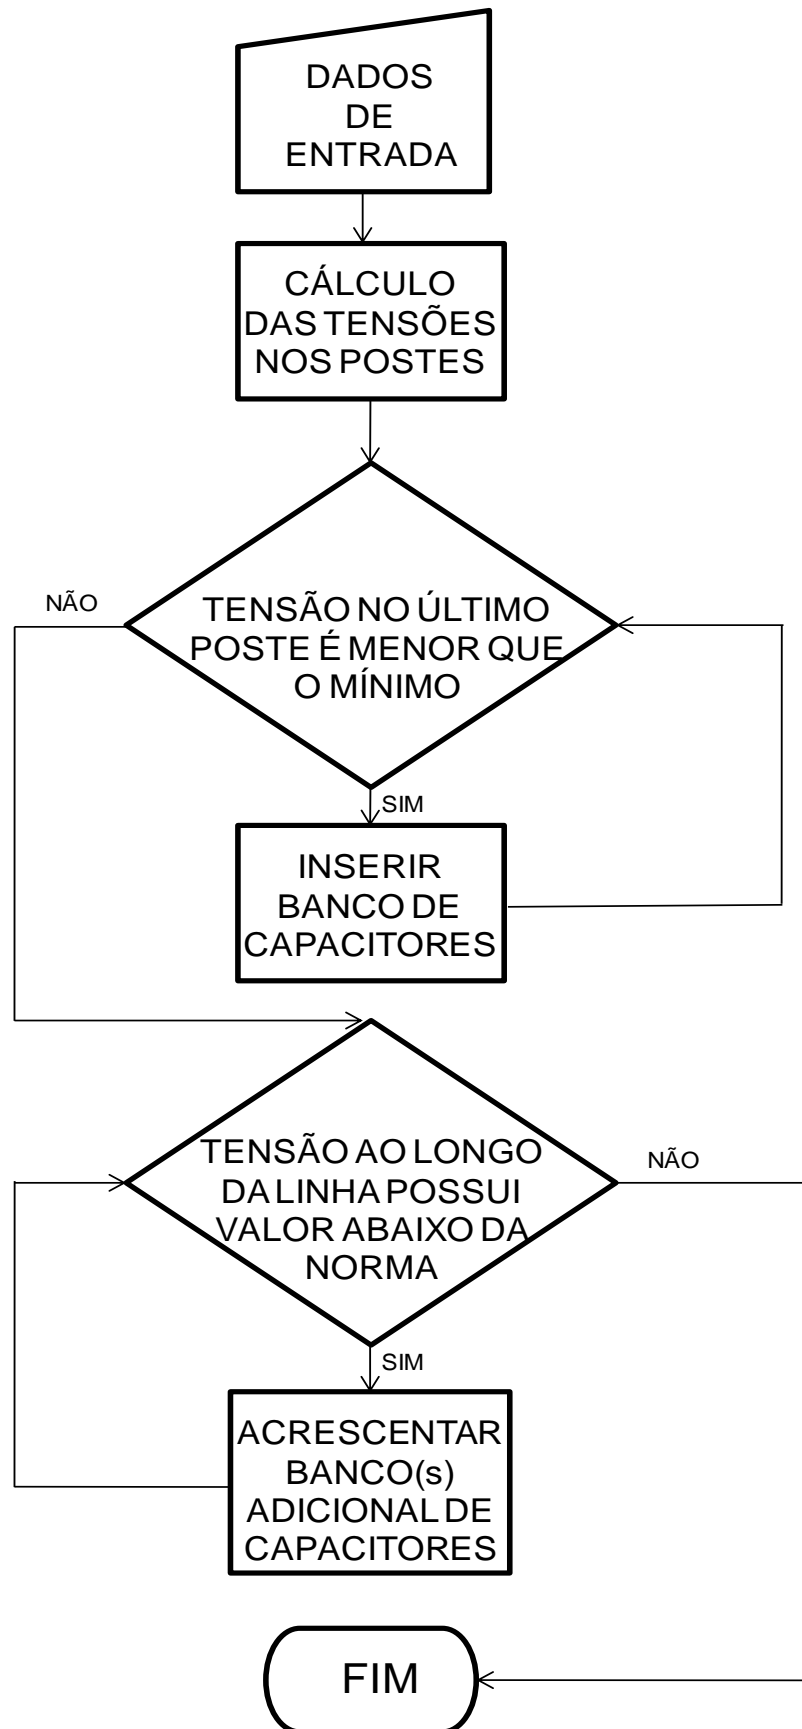 DADOS
DE
ENTRADA
CÁLCULO
DAS TENSÕES
NOS POSTES
NÃO
TENSÃO NO ÚLTIMO
POSTE É MENOR QUE
O MÍNIMO
SIM
INSERIR
BANCO DE
CAPACITORES
TENSÃO AO LONGO
DA LINHA POSSUI
VALOR ABAIXO DA
NORMA
NÃO
SIM
ACRESCENTAR
BANCO(s)
ADICIONAL DE
CAPACITORES
FIM